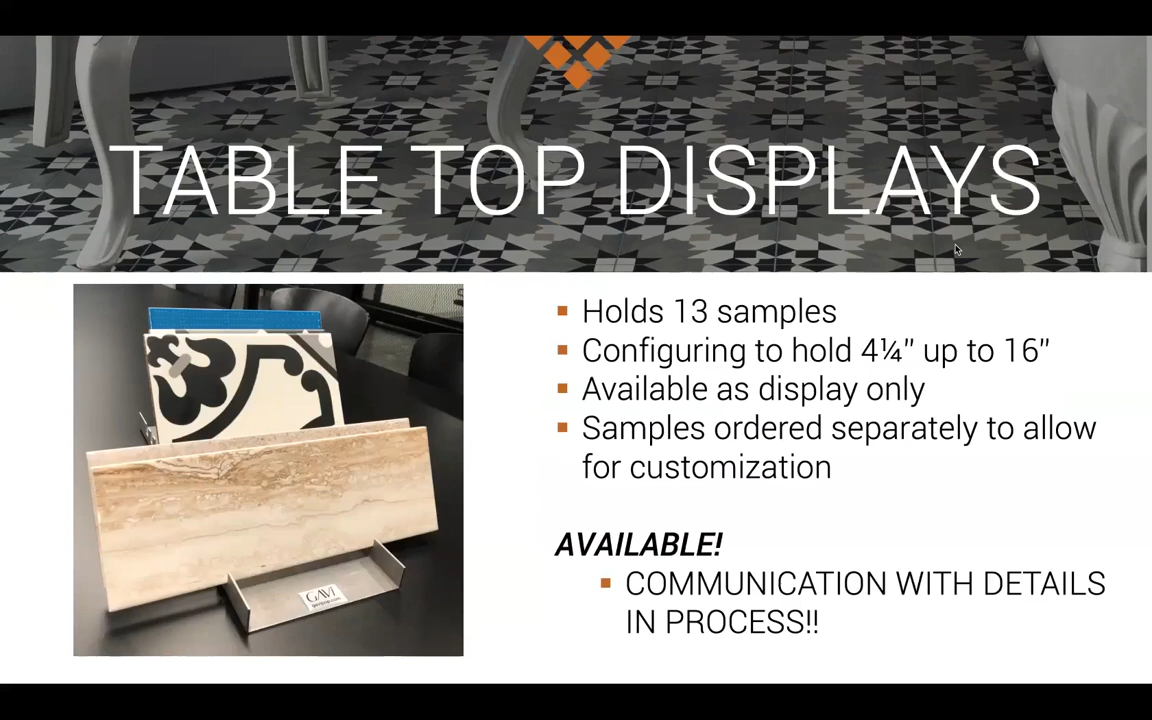 TABLE TOP DISPLAYS
▪ Holds 13 samples
▪ Configuring to hold 4¼" up to 16"
▪ Available as display only
▪ Samples ordered separately to allow
for customization
AVAILABLE!
▪ COMMUNICATION WITH DETAILS
IN PROCESS!!
GAVI